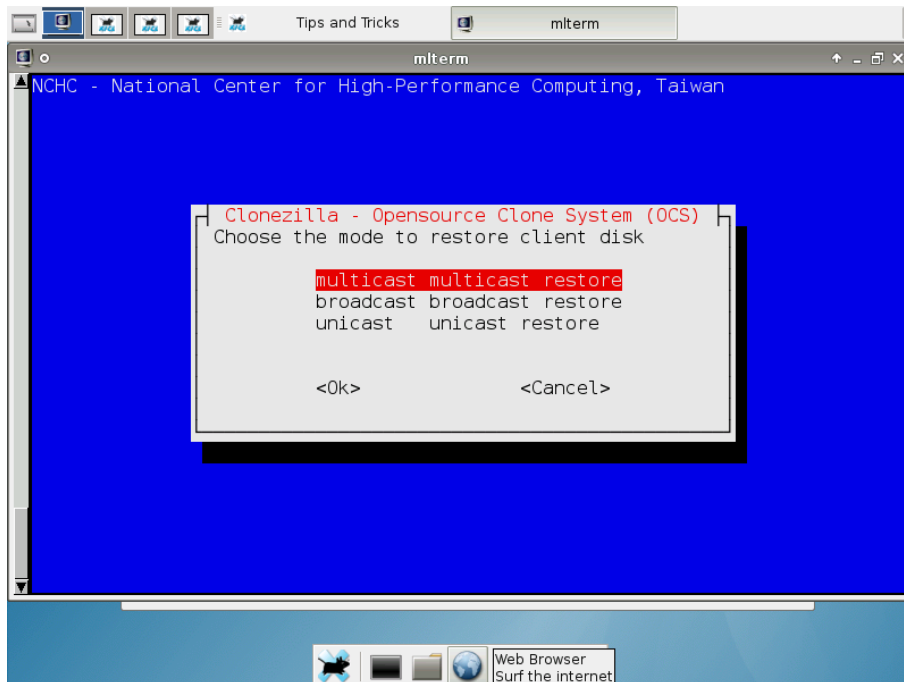 Tips and Tricks
mlterm
mlterm
NCHC - National Center for High-Performance Computing, Taiwan
Clonezilla - Opensource Clone System (OCS)
Choose the mode to restore client disk
multicast multicast restore
broadcast broadcast restore
unicast unicast restore
<Ok> <Cancel>
Web Browser
Surf the internet